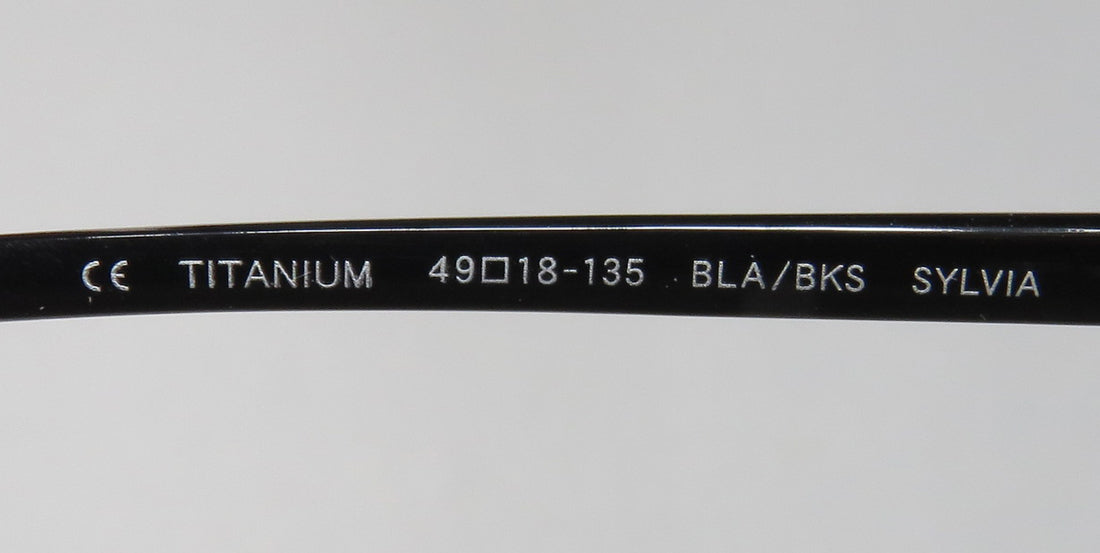 CE TITANIUM 49□18-135 BLA/BKS SYLVIA